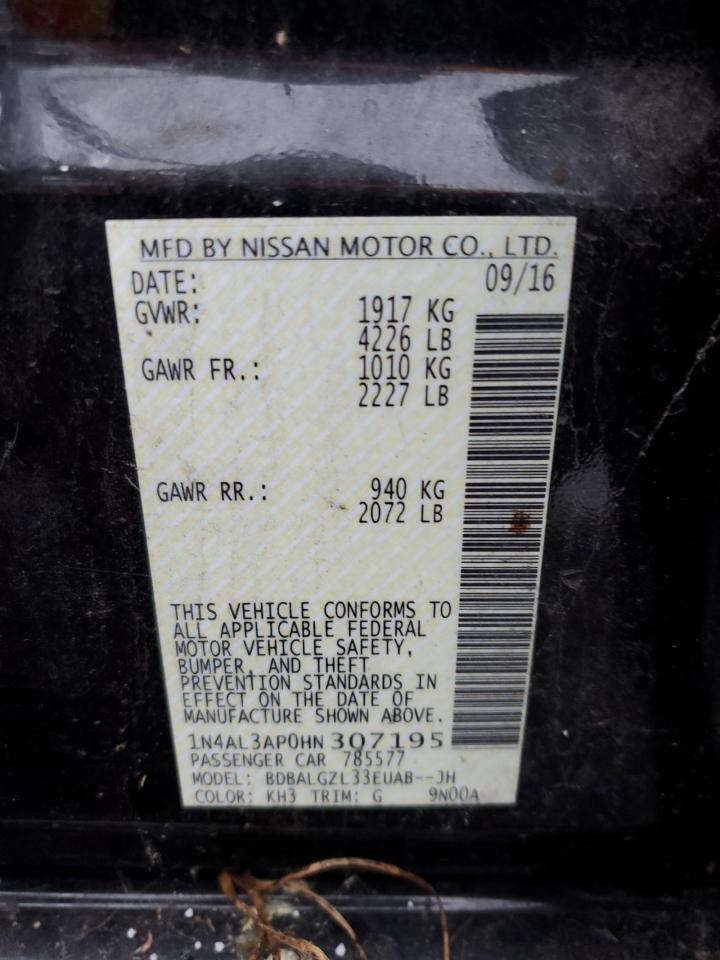 MFD BY NISSAN MOTOR CO., LTD.
DATE: 09/16
GVWR: 1917 KG
4226 LB
GAWR FR.: 1010 KG
2227 LB
GAWR RR.: 940 KG
2072 LB
THIS VEHICLE CONFORMS TO
ALL APPLICABLE FEDERAL
MOTOR VEHICLE SAFETY,
BUMPER, AND THEFT
PREVENTION STANDARDS IN
EFFECT ON THE DATE OF
MANUFACTURE SHOWN ABOVE.
1N4AL3AP0HN307195
PASSENGER CAR 785577
MODEL: BDBALGZL33EUAB--JH
COLOR: KH3 TRIM: G 9N00A